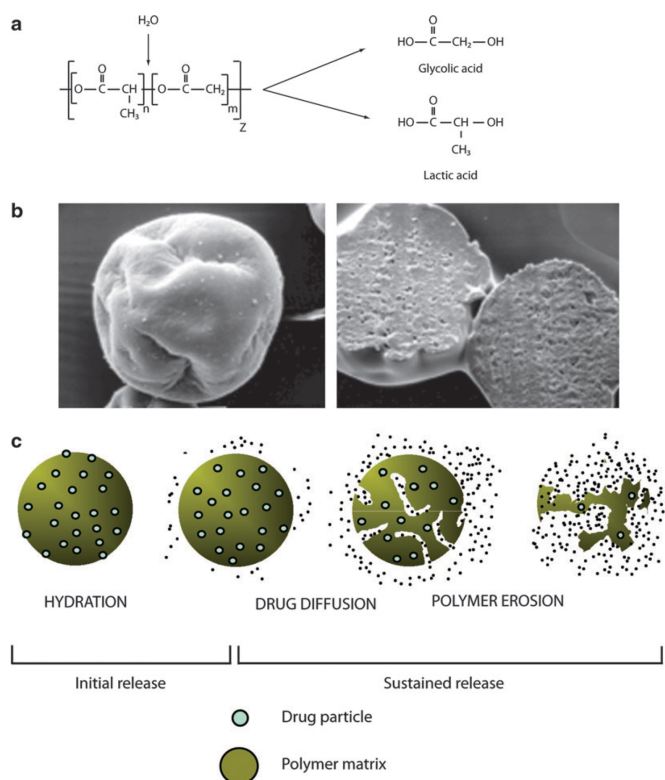 a
H₂O
O
O
O
C
CH
O
C
CH₂
CH₃
n
m
Z
O
HO
C
CH₂
OH
Glycolic acid
O
HO
C
CH
OH
CH₃
Lactic acid
b
c
HYDRATION
DRUG DIFFUSION
POLYMER EROSION
Initial release
Sustained release
Drug particle
Polymer matrix